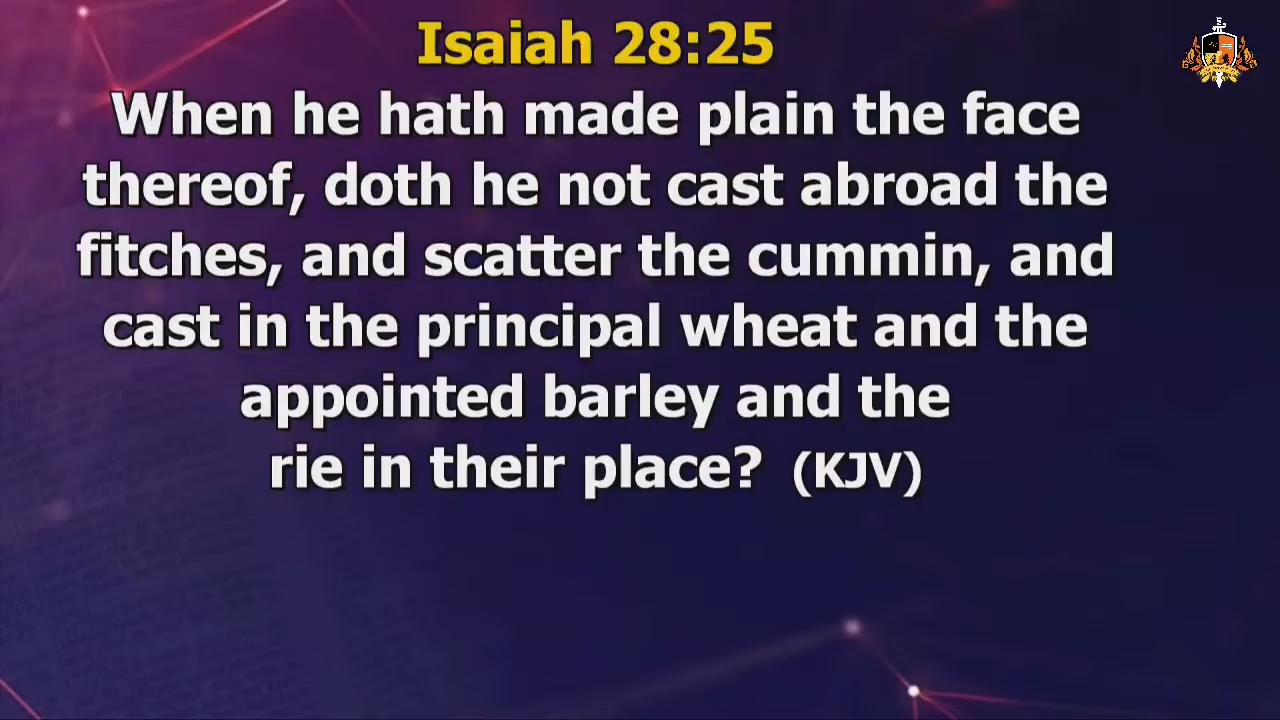 Isaiah 28:25
When he hath made plain the face
thereof, doth he not cast abroad the
fitches, and scatter the cummin, and
cast in the principal wheat and the
appointed barley and the
rie in their place? (KJV)